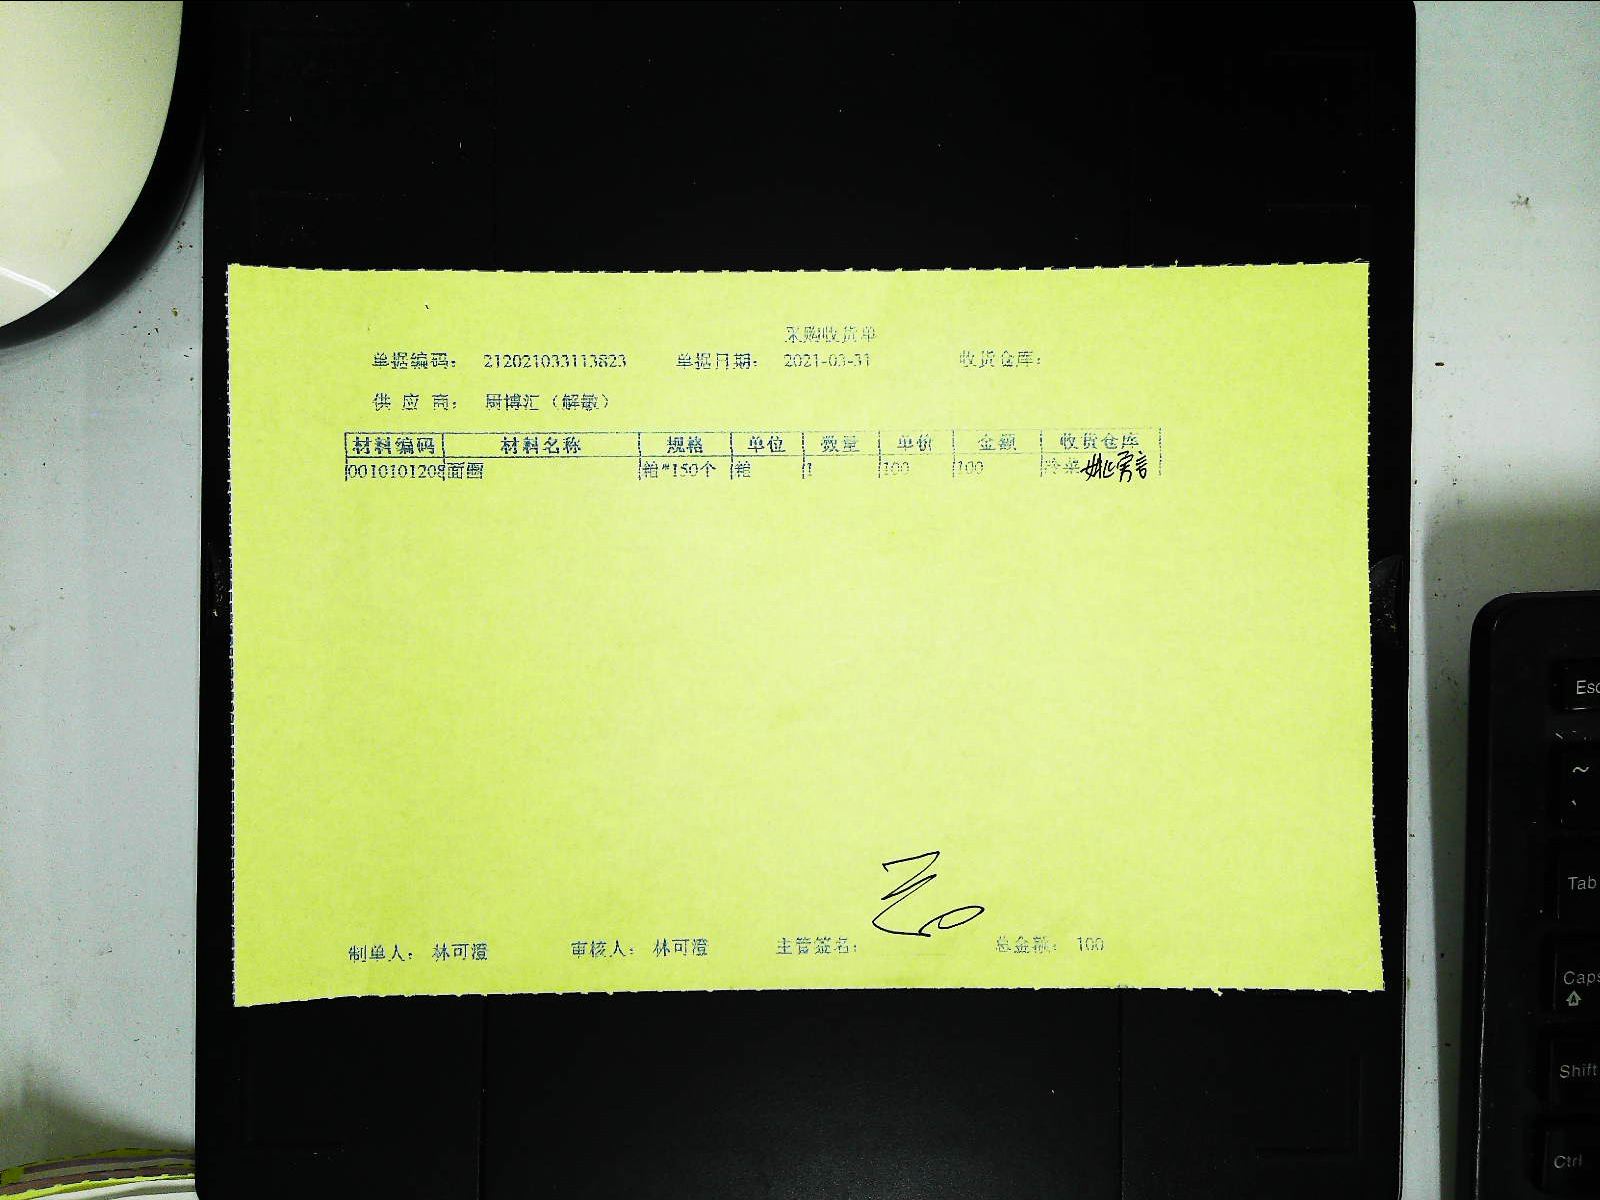 采购收货单
单据编码： 212021033113823 单据日期： 2021-03-31 收货仓库：
供 应 商： 厨博汇（解敏）
材料编码 材料名称 规格 单位 数量 单价 金额 收货仓库
0010101208 面圈 箱*150个 箱 1 100 100 冷菜
制单人： 林可澄 审核人： 林可澄 主管签名： 总金额： 100
Esc
~
Tab
Caps
Shift
Ctrl